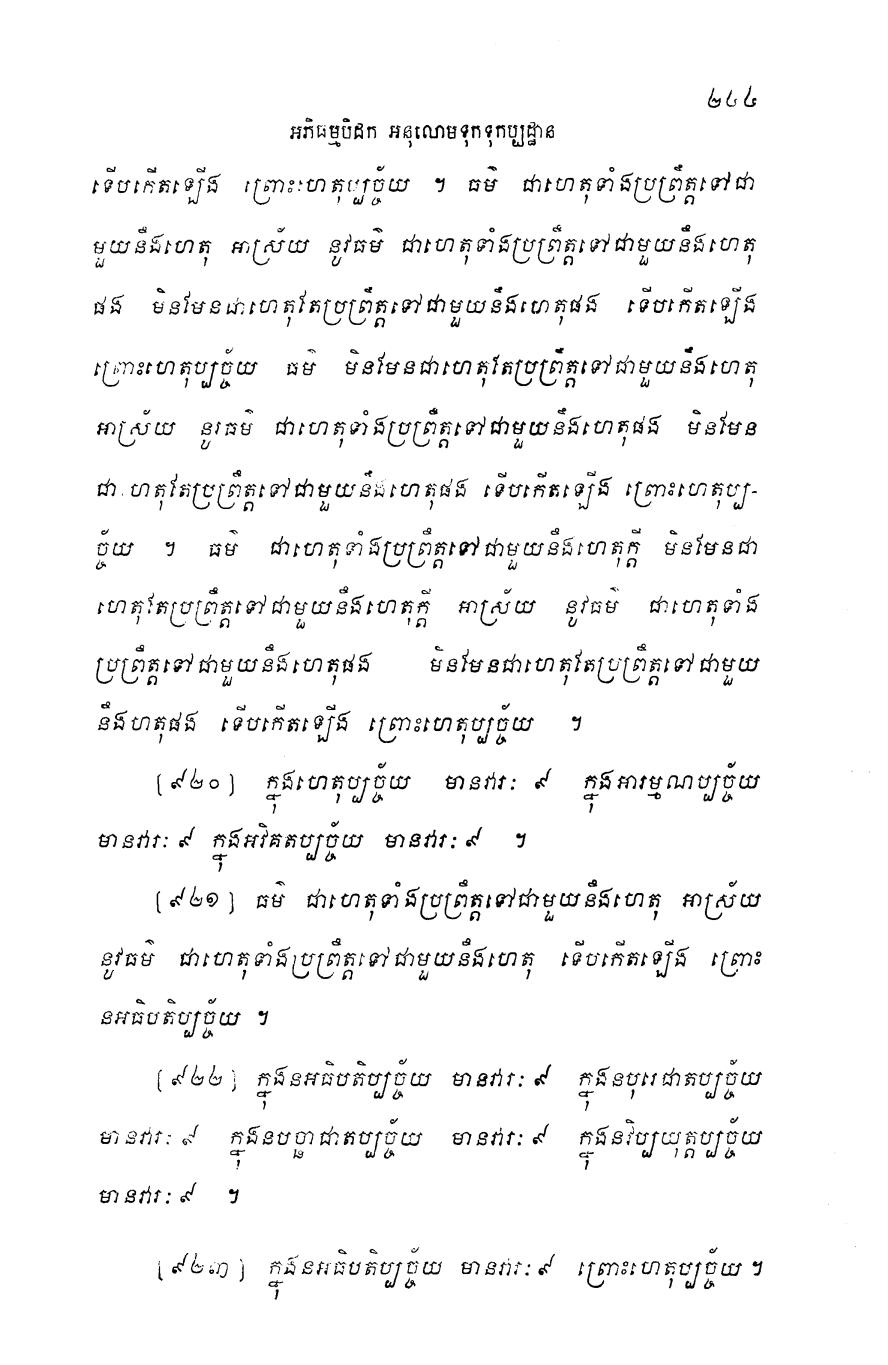 ២៤៤
អភិធម្មបិដក អនុលោមទុកទុកប្បដ្ឋាន
ទើបកើតឡើង ព្រោះហេតុប្បច្ច័យ ។ ធម៌ ជាហេតុទាំងប្រព្រឹត្តទៅជា
មួយនឹងហេតុ អាស្រ័យ នូវធម៌ ជាហេតុទាំងប្រព្រឹត្តទៅជាមួយនឹងហេតុ
ផង មិនមែនជាហេតុតែប្រព្រឹត្តទៅជាមួយនឹងហេតុផង ទើបកើតឡើង
ព្រោះហេតុប្បច្ច័យ ធម៌ មិនមែនជាហេតុតែប្រព្រឹត្តទៅជាមួយនឹងហេតុ
អាស្រ័យ នូវធម៌ ជាហេតុទាំងប្រព្រឹត្តទៅជាមួយនឹងហេតុផង មិនមែន
ជាហេតុតែប្រព្រឹត្តទៅជាមួយនឹងហេតុផង ទើបកើតឡើង ព្រោះហេតុប្ប-
ច្ច័យ ។ ធម៌ ជាហេតុទាំងប្រព្រឹត្តទៅជាមួយនឹងហេតុក្តី មិនមែនជា
ហេតុតែប្រព្រឹត្តទៅជាមួយនឹងហេតុក្តី អាស្រ័យ នូវធម៌ ជាហេតុទាំង
ប្រព្រឹត្តទៅជាមួយនឹងហេតុផង មិនមែនជាហេតុតែប្រព្រឹត្តទៅជាមួយ
នឹងហតុផង ទើបកើតឡើង ព្រោះហេតុប្បច្ច័យ ។
[៩២០] ក្នុងហេតុប្បច្ច័យ មានវារៈ ៩ ក្នុងអារម្មណប្បច្ច័យ
មានវារៈ ៩ ក្នុងអវិគតប្បច្ច័យ មានវារៈ ៩ ។
[៩២១] ធម៌ ជាហេតុទាំងប្រព្រឹត្តទៅជាមួយនឹងហេតុ អាស្រ័យ
នូវធម៌ ជាហេតុទាំងប្រព្រឹត្តទៅជាមួយនឹងហេតុ ទើបកើតឡើង ព្រោះ
នអធិបតិប្បច្ច័យ ។
[៩២២] ក្នុងនអធិបតិប្បច្ច័យ មានវារៈ ៩ ក្នុងនបុរេជាតប្បច្ច័យ
មានវារៈ ៩ ក្នុងនបច្ឆាជាតប្បច្ច័យ មានវារៈ ៩ ក្នុងនវិប្បយុត្តប្បច្ច័យ
មានវារៈ ៩ ។
[៩២៣] ក្នុងនអធិបតិប្បច្ច័យ មានវារៈ ៩ ព្រោះហេតុប្បច្ច័យ ។